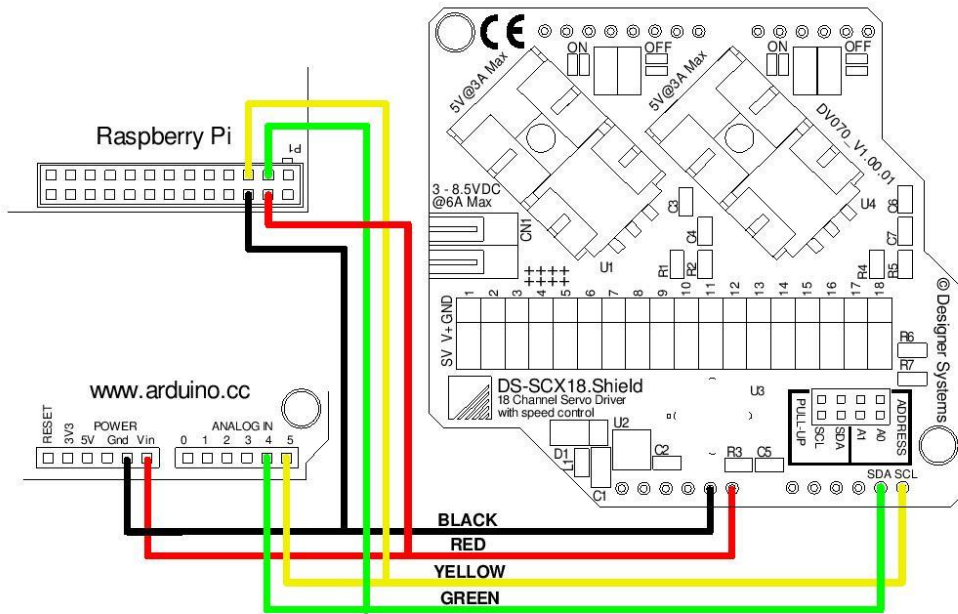 Raspberry Pi
P1
ON
OFF
ON
OFF
5V@3A Max
5V@3A Max
DV070_V1.00.01
3 - 8.5VDC
@6A Max
CN1
C3
C4
R1
R2
U1
U4
C6
C7
R4
R5
++++
++++
1 2 3 4 5 6 7 8 9 10 11 12 13 14 15 16 17 18
SV V+ GND
© Designer Systems
R6
R7
DS-SCX18.Shield
18 Channel Servo Driver
with speed control
U3
U2
D1
L1
C1
C2
R3
C5
PULL-UP
SCL
SDA
A1
A0
ADDRESS
SDA SCL
www.arduino.cc
POWER
RESET
3V3
5V
Gnd
Vin
ANALOG IN
0 1 2 3 4 5
BLACK
RED
YELLOW
GREEN
CE